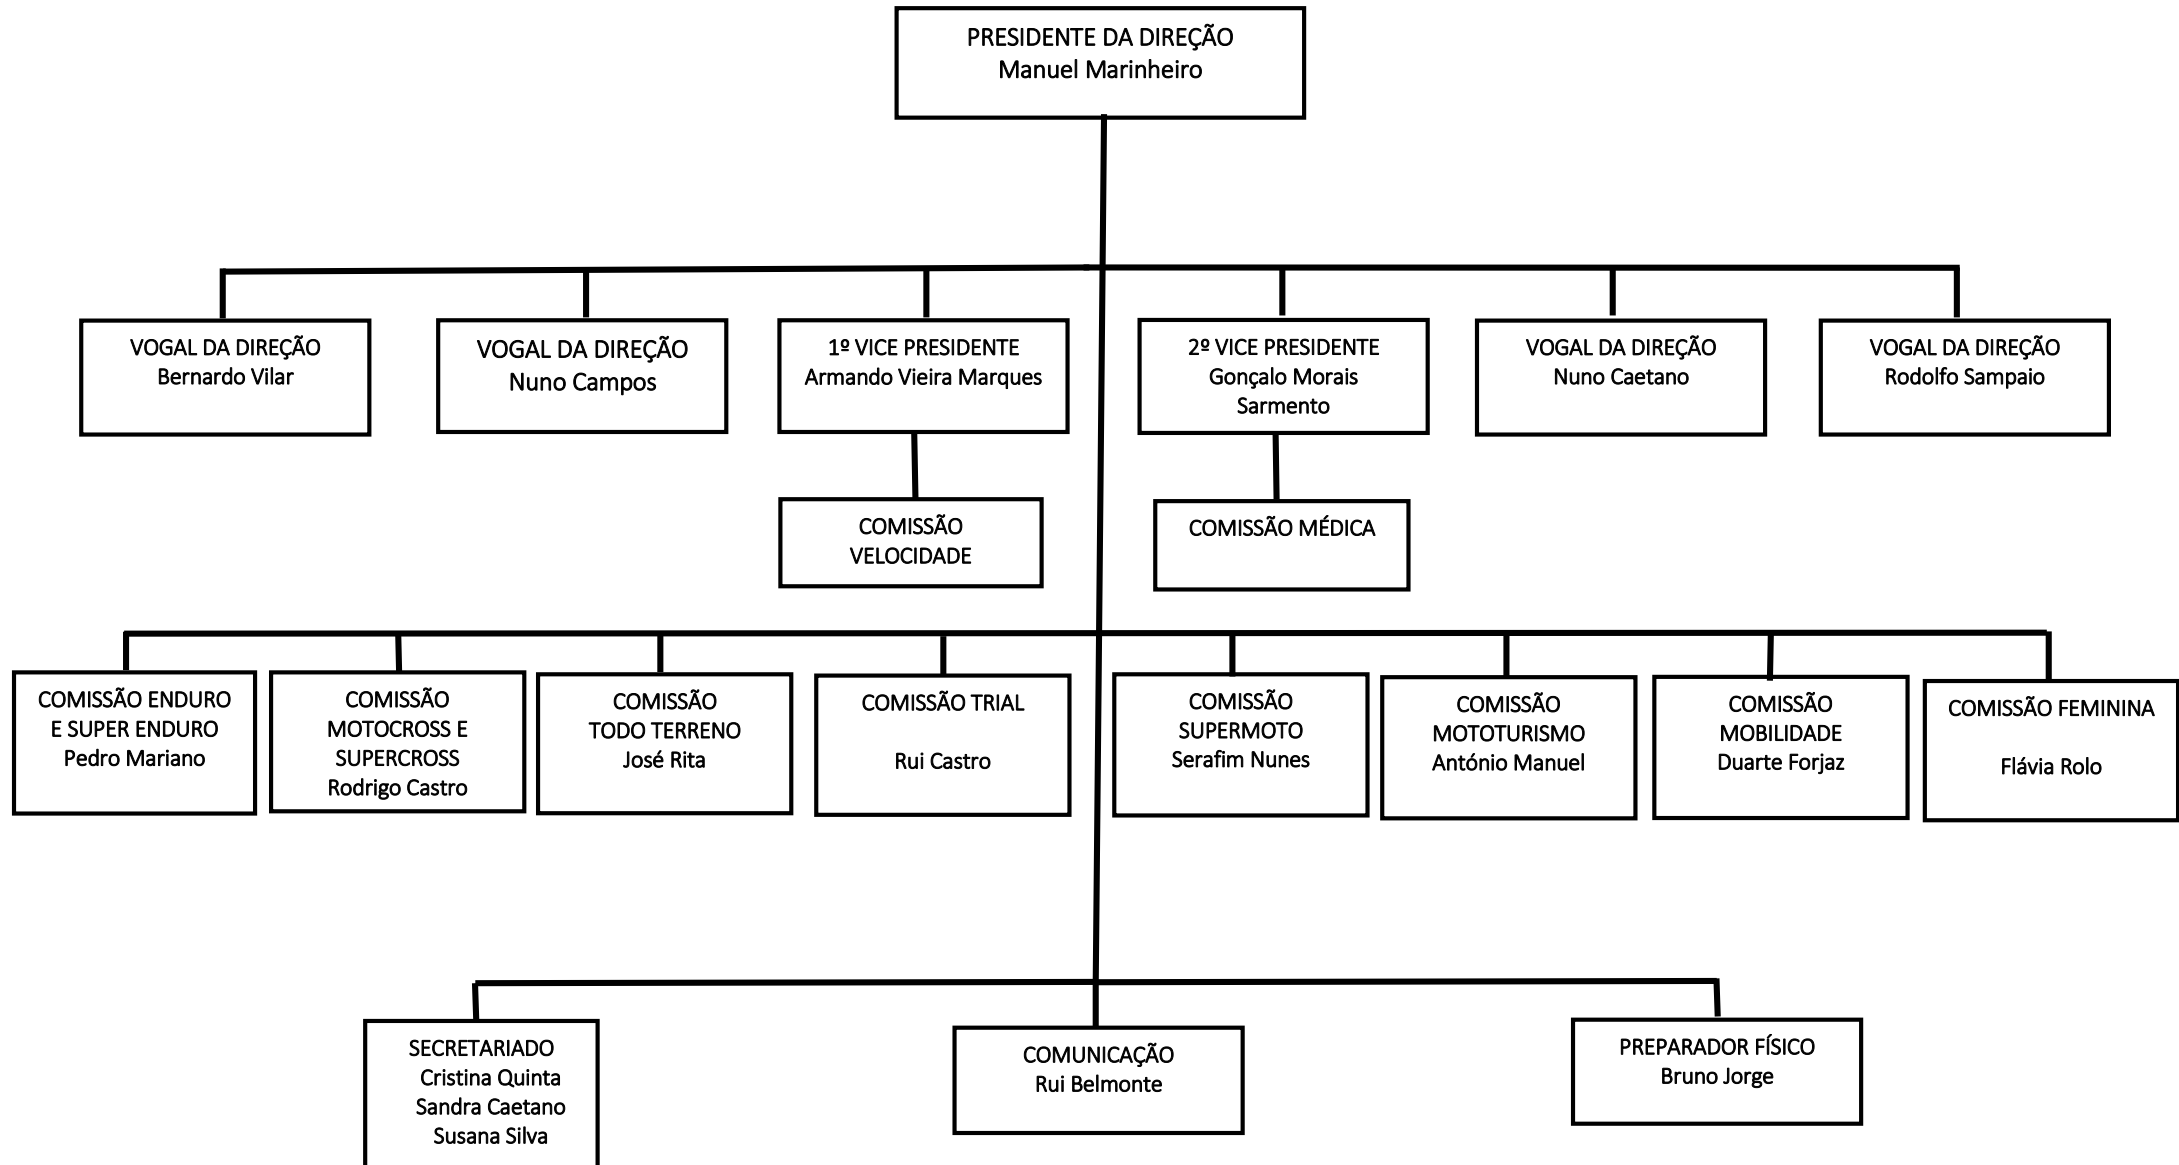 PRESIDENTE DA DIREÇÃO
Manuel Marinheiro
VOGAL DA DIREÇÃO
Bernardo Vilar
VOGAL DA DIREÇÃO
Nuno Campos
1º VICE PRESIDENTE
Armando Vieira Marques
2º VICE PRESIDENTE
Gonçalo Morais
Sarmento
VOGAL DA DIREÇÃO
Nuno Caetano
VOGAL DA DIREÇÃO
Rodolfo Sampaio
COMISSÃO
VELOCIDADE
COMISSÃO MÉDICA
COMISSÃO ENDURO
E SUPER ENDURO
Pedro Mariano
COMISSÃO
MOTOCROSS E
SUPERCROSS
Rodrigo Castro
COMISSÃO
TODO TERRENO
José Rita
COMISSÃO TRIAL
Rui Castro
COMISSÃO
SUPERMOTO
Serafim Nunes
COMISSÃO
MOTOTURISMO
António Manuel
COMISSÃO
MOBILIDADE
Duarte Forjaz
COMISSÃO FEMININA
Flávia Rolo
SECRETARIADO
Cristina Quinta
Sandra Caetano
Susana Silva
COMUNICAÇÃO
Rui Belmonte
PREPARADOR FÍSICO
Bruno Jorge